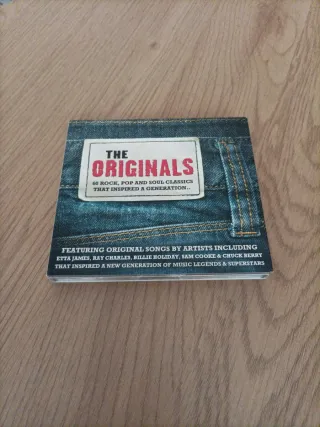 THE
ORIGINALS
60 ROCK, POP AND SOUL CLASSICS
THAT INSPIRED A GENERATION..
FEATURING ORIGINAL SONGS BY ARTISTS INCLUDING
ETTA JAMES, RAY CHARLES, BILLIE HOLIDAY, SAM COOKE & CHUCK BERRY
THAT INSPIRED A NEW GENERATION OF MUSIC LEGENDS & SUPERSTARS